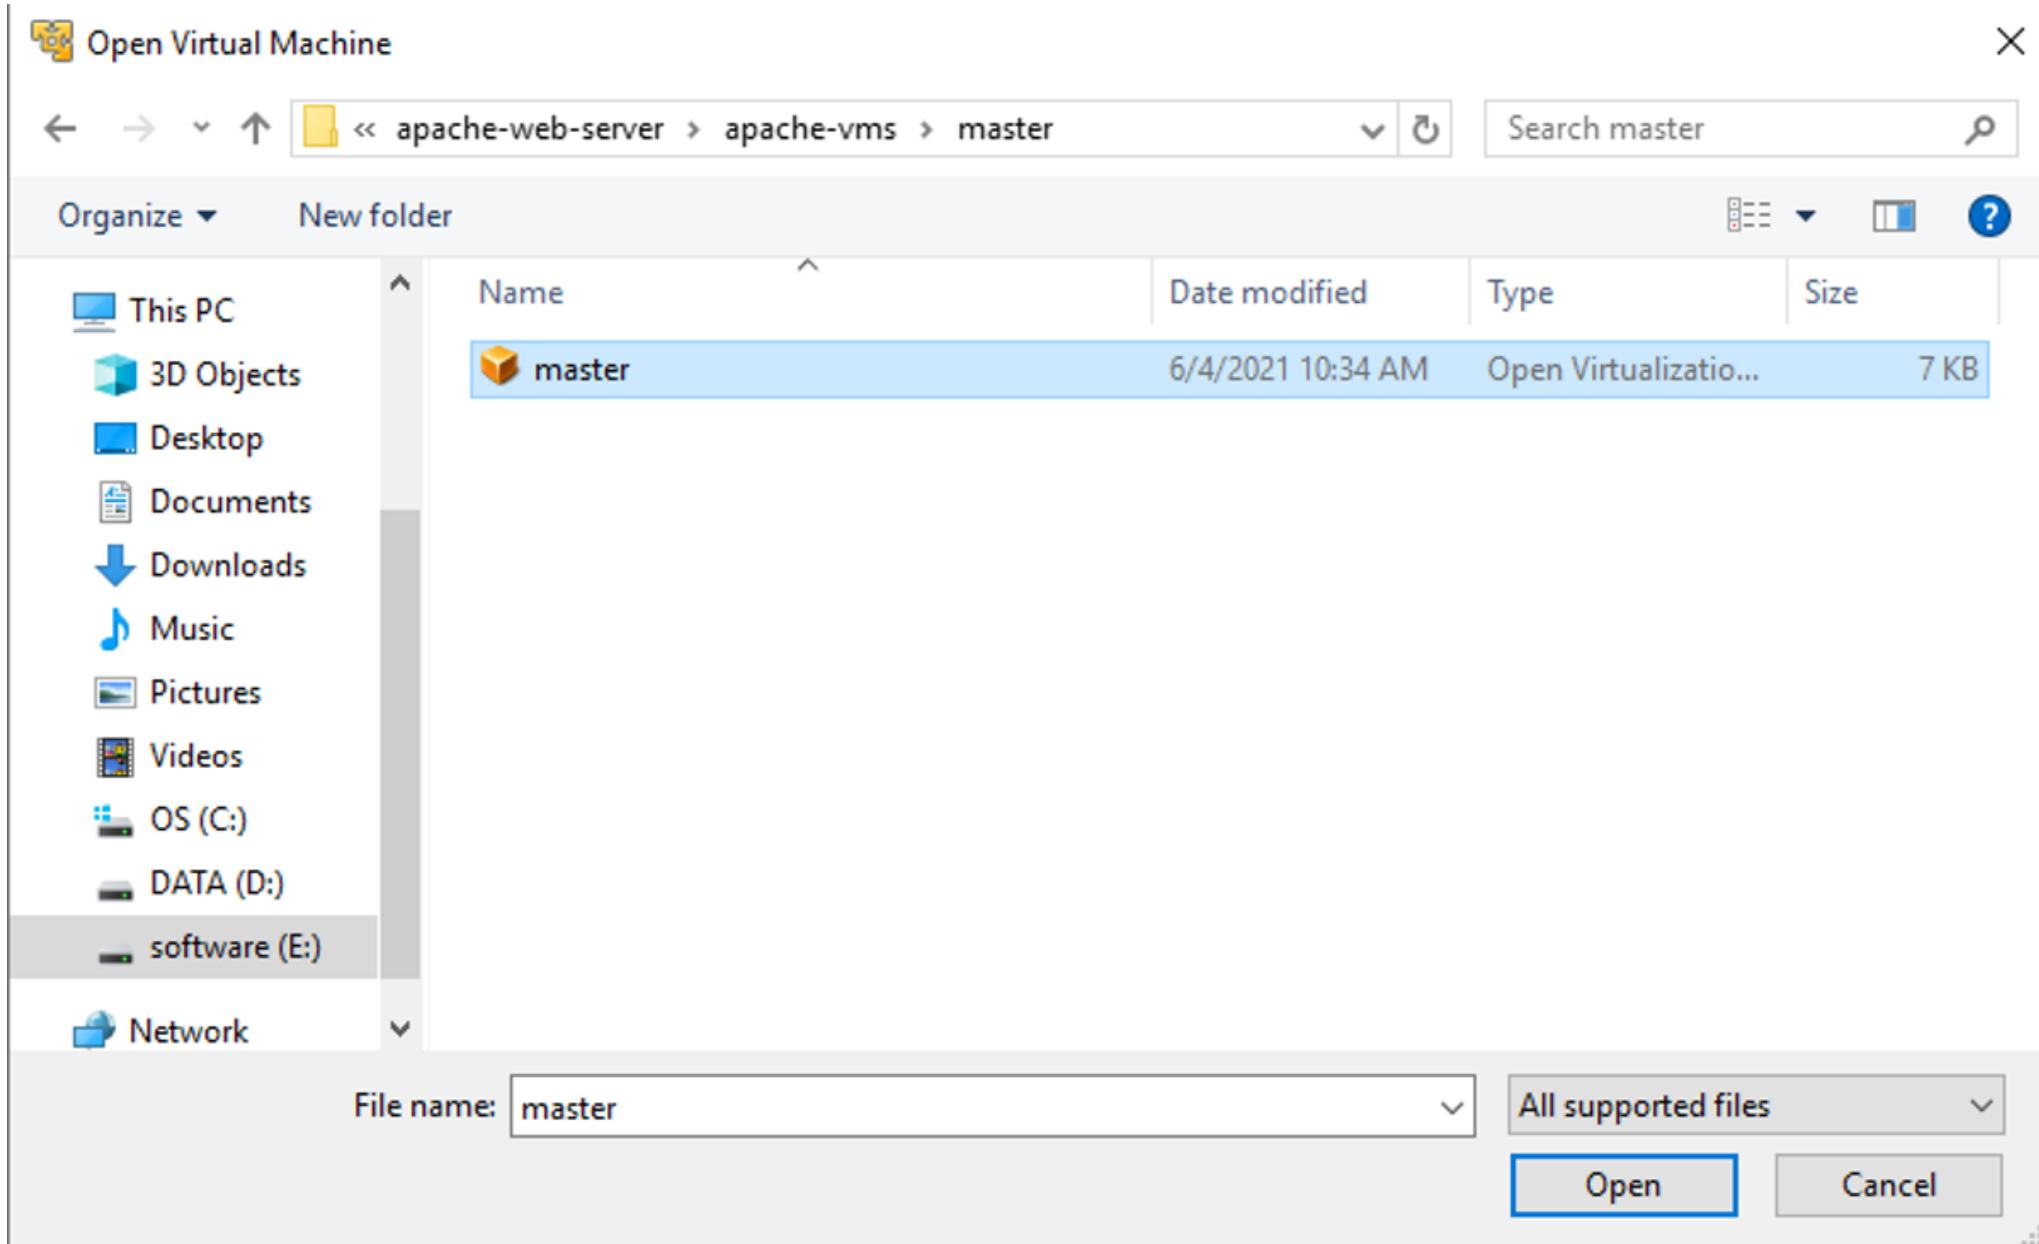 Open Virtual Machine
« apache-web-server > apache-vms > master
Search master
Organize
New folder
?
Name
Date modified
Type
Size
master
6/4/2021 10:34 AM
Open Virtualizatio...
7 KB
This PC
3D Objects
Desktop
Documents
Downloads
Music
Pictures
Videos
OS (C:)
DATA (D:)
software (E:)
Network
File name:
master
All supported files
Open
Cancel